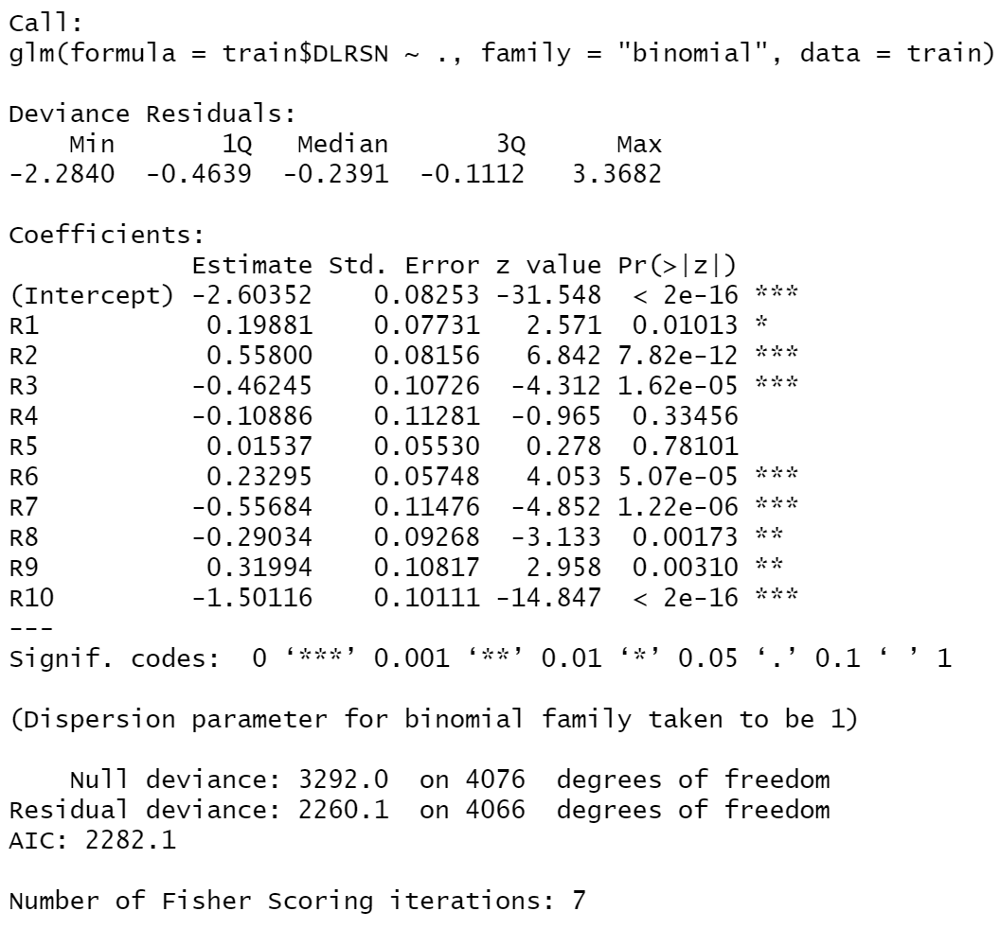 Call:
glm(formula = train$DLRSN ~ ., family = "binomial", data = train)
Deviance Residuals:
    Min       1Q   Median       3Q      Max
-2.2840  -0.4639  -0.2391  -0.1112   3.3682
Coefficients:
            Estimate Std. Error z value Pr(>|z|)
(Intercept) -2.60352    0.08253 -31.548  < 2e-16 ***
R1           0.19881    0.07731   2.571  0.01013 *
R2           0.55800    0.08156   6.842 7.82e-12 ***
R3          -0.46245    0.10726  -4.312 1.62e-05 ***
R4          -0.10886    0.11281  -0.965  0.33456
R5           0.01537    0.05530   0.278  0.78101
R6           0.23295    0.05748   4.053 5.07e-05 ***
R7          -0.55684    0.11476  -4.852 1.22e-06 ***
R8          -0.29034    0.09268  -3.133  0.00173 **
R9           0.31994    0.10817   2.958  0.00310 **
R10         -1.50116    0.10111 -14.847  < 2e-16 ***
---
Signif. codes:  0 ‘***’ 0.001 ‘**’ 0.01 ‘*’ 0.05 ‘.’ 0.1 ‘ ’ 1
(Dispersion parameter for binomial family taken to be 1)
    Null deviance: 3292.0  on 4076  degrees of freedom
Residual deviance: 2260.1  on 4066  degrees of freedom
AIC: 2282.1
Number of Fisher Scoring iterations: 7